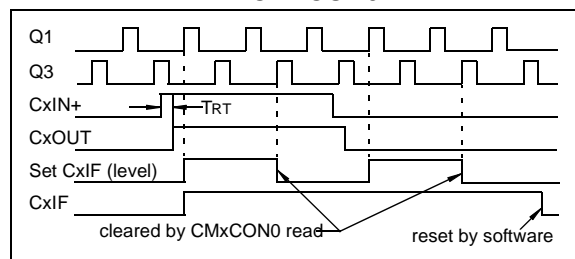 Q1
Q3
CxIN+
TRT
CxOUT
Set CxIF (level)
CxIF
cleared by CMxCON0 read
reset by software